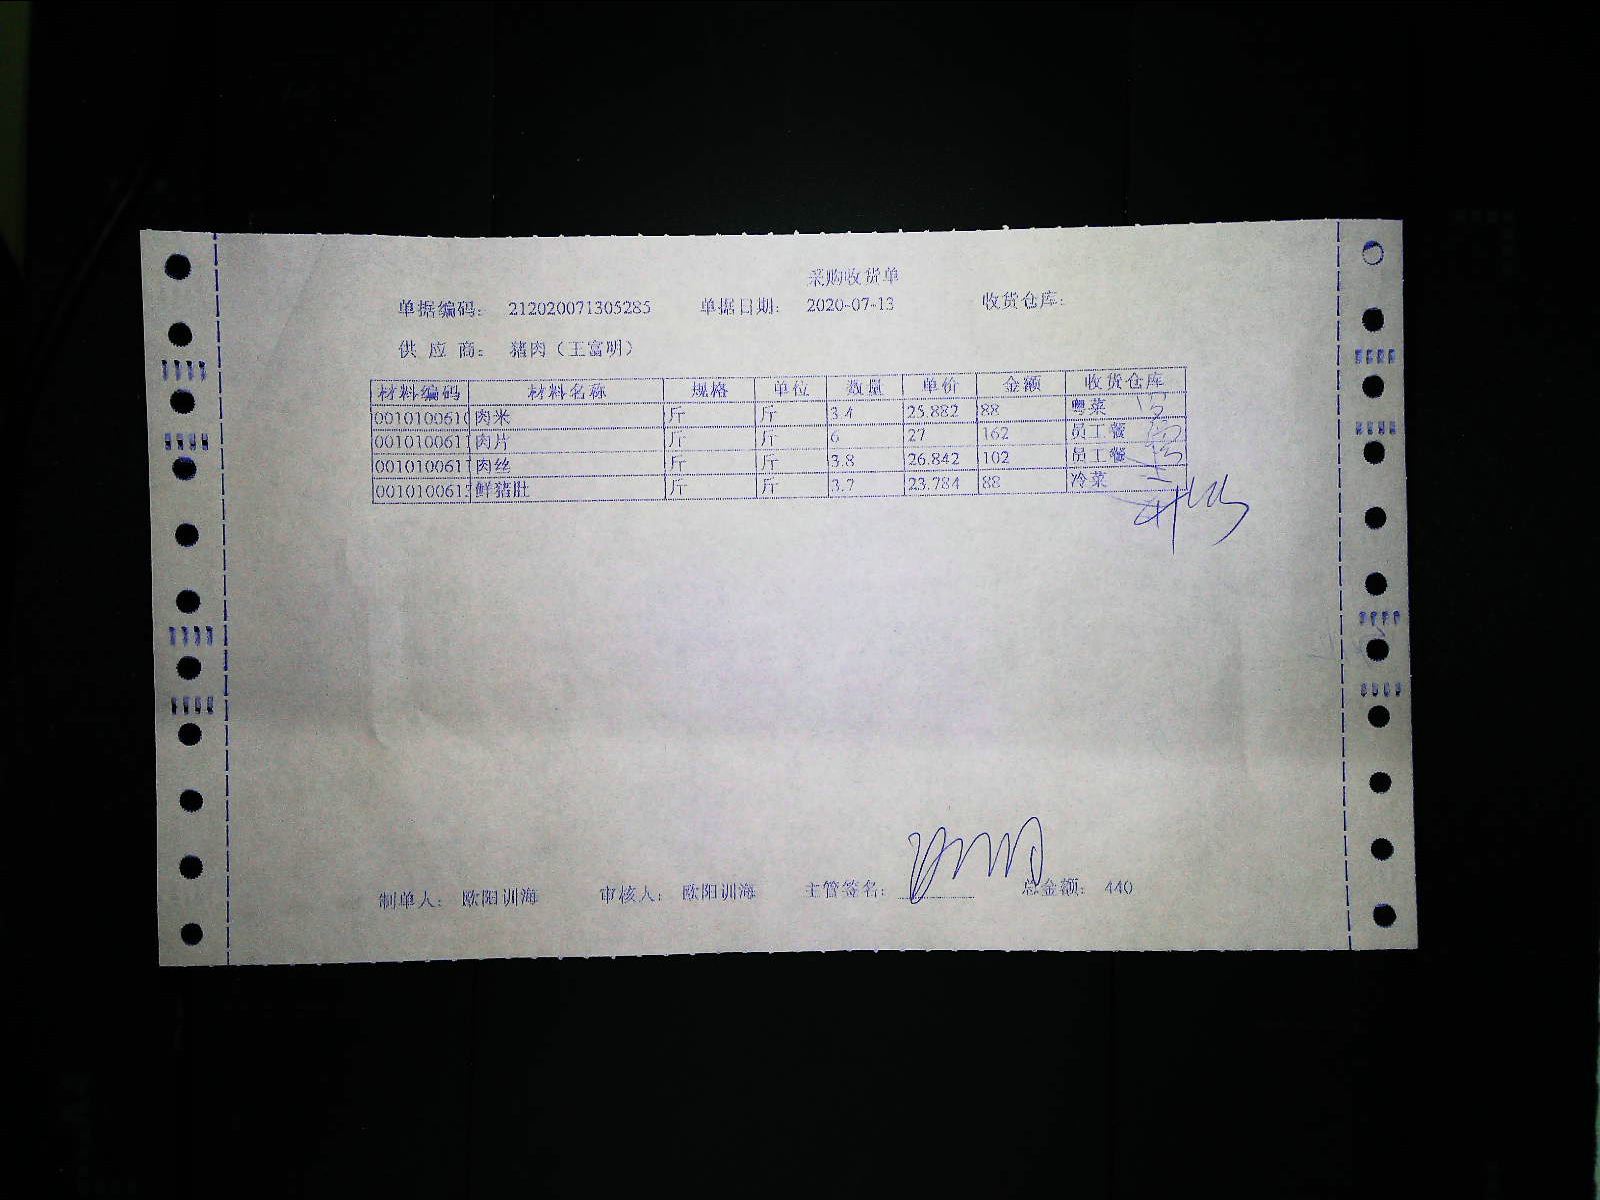 采购收货单
单据编码: 212020071305285 单据日期: 2020-07-13 收货仓库:
供 应 商: 猪肉（王富明）
材料编码 材料名称 规格 单位 数量 单价 金额 收货仓库
0010100610 肉米 斤 斤 3.4 25.882 88 粤菜
0010100611 肉片 斤 斤 6 27 162 员工餐
0010100611 肉丝 斤 斤 3.8 26.842 102 员工餐
001010061 鲜猪肚 斤 斤 3.7 23.784 88 冷菜
制单人: 欧阳训海 审核人: 欧阳训海 主管签名: 总金额: 440